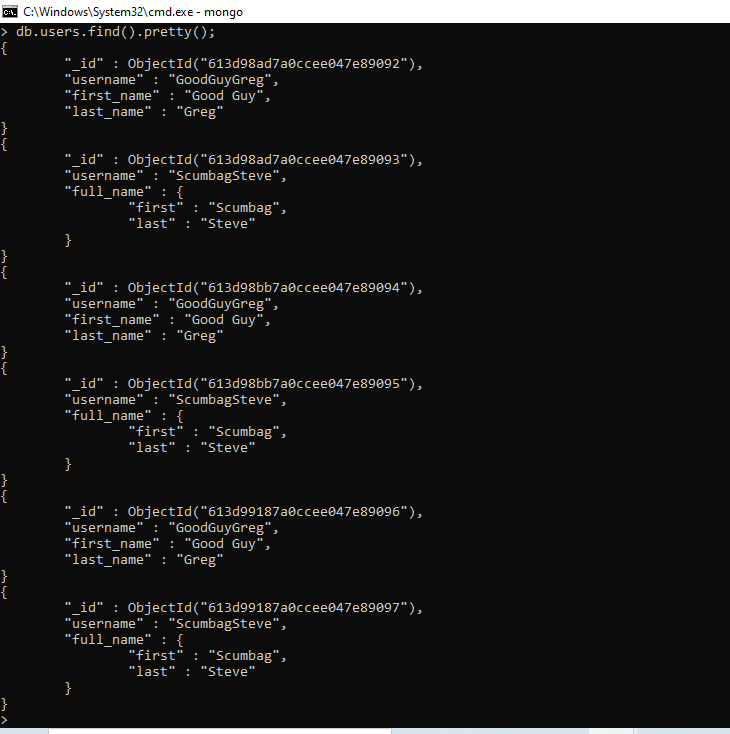 C:\Windows\System32\cmd.exe - mongo
> db.users.find().pretty();
{
        "_id" : ObjectId("613d98ad7a0ccee047e89092"),
        "username" : "GoodGuyGreg",
        "first_name" : "Good Guy",
        "last_name" : "Greg"
}
{
        "_id" : ObjectId("613d98ad7a0ccee047e89093"),
        "username" : "ScumbagSteve",
        "full_name" : {
                "first" : "Scumbag",
                "last" : "Steve"
        }
}
{
        "_id" : ObjectId("613d98bb7a0ccee047e89094"),
        "username" : "GoodGuyGreg",
        "first_name" : "Good Guy",
        "last_name" : "Greg"
}
{
        "_id" : ObjectId("613d98bb7a0ccee047e89095"),
        "username" : "ScumbagSteve",
        "full_name" : {
                "first" : "Scumbag",
                "last" : "Steve"
        }
}
{
        "_id" : ObjectId("613d99187a0ccee047e89096"),
        "username" : "GoodGuyGreg",
        "first_name" : "Good Guy",
        "last_name" : "Greg"
}
{
        "_id" : ObjectId("613d99187a0ccee047e89097"),
        "username" : "ScumbagSteve",
        "full_name" : {
                "first" : "Scumbag",
                "last" : "Steve"
        }
}
>